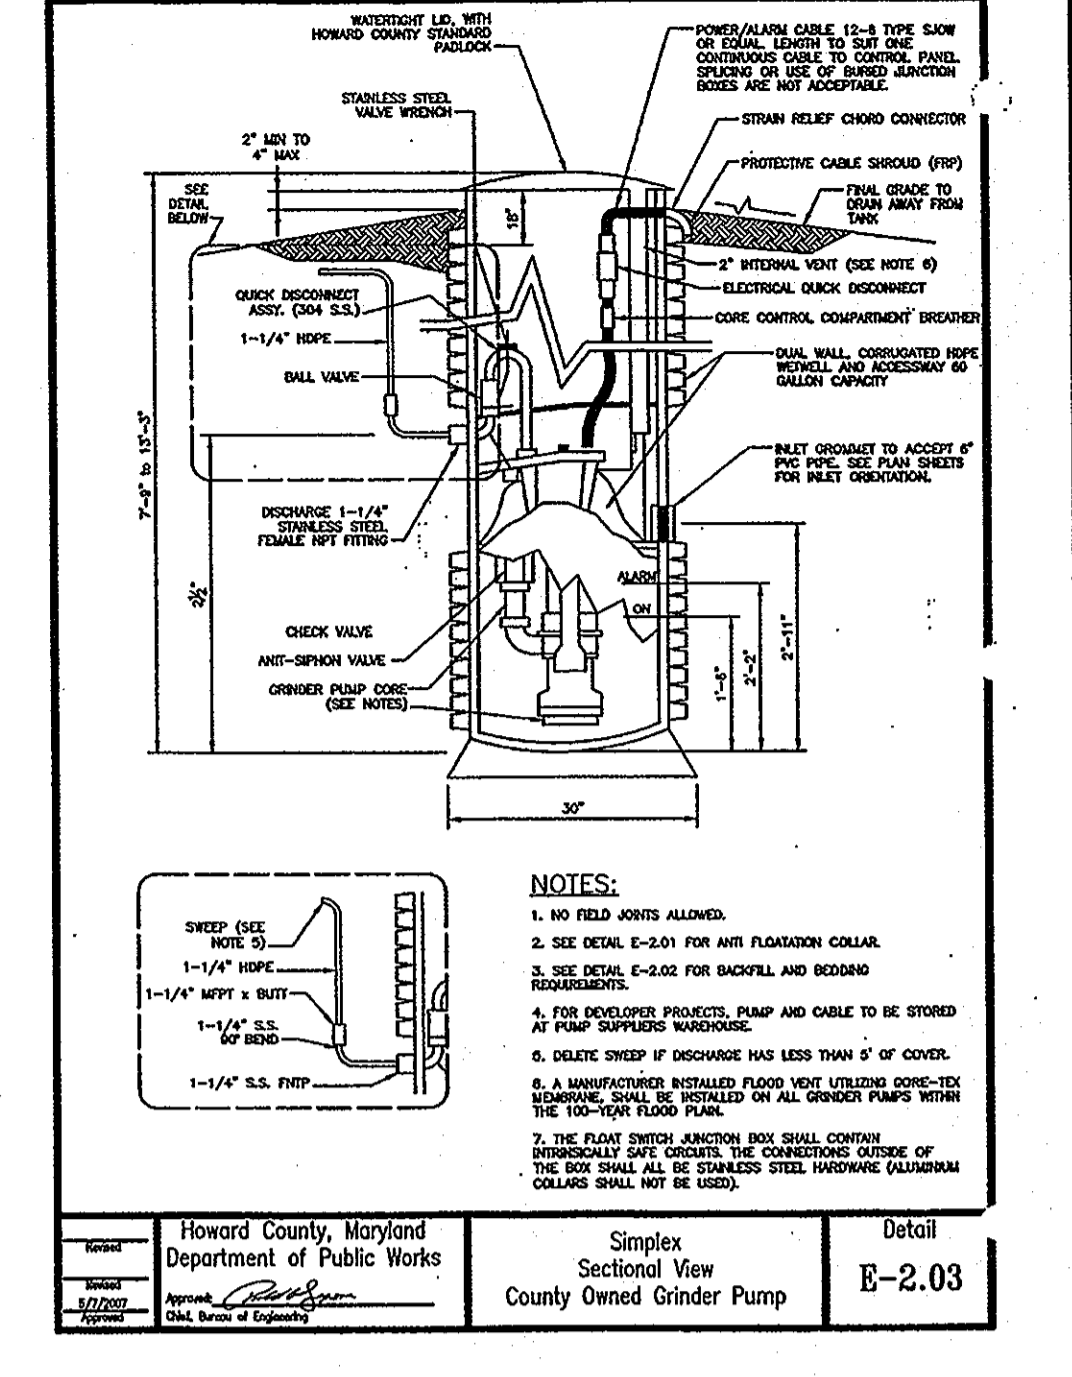 WATERTIGHT LID, WITH
HOWARD COUNTY STANDARD
PADLOCK
POWER/ALARM CABLE 12-8 TYPE SJOW
OR EQUAL. LENGTH TO SUIT ONE
CONTINUOUS CABLE TO CONTROL PANEL.
SPLICING OR USE OF BURIED JUNCTION
BOXES ARE NOT ACCEPTABLE.
STAINLESS STEEL
VALVE WRENCH
STRAIN RELIEF CHORD CONNECTOR
2" MIN TO
4" MAX
PROTECTIVE CABLE SHROUD (FRP)
SEE
DETAIL
BELOW
FINAL GRADE TO
DRAIN AWAY FROM
TANK
18"
2" INTERNAL VENT (SEE NOTE 6)
ELECTRICAL QUICK DISCONNECT
QUICK DISCONNECT
ASSY. (304 S.S.)
1-1/4" HDPE
CORE CONTROL COMPARTMENT BREATHER
BALL VALVE
DUAL WALL, CORRUGATED HDPE
WETWELL AND ACCESSWAY 60
GALLON CAPACITY
7'-9" to 13'-3"
INLET GROMMET TO ACCEPT 6"
PVC PIPE. SEE PLAN SHEETS
FOR INLET ORIENTATION.
DISCHARGE 1-1/4"
STAINLESS STEEL
FEMALE NPT FITTING
ALARM
ON
CHECK VALVE
ANIT-SIPHON VALVE
GRINDER PUMP CORE
(SEE NOTES)
2'-2"
2'-11"
30"
SWEEP (SEE
NOTE 5)
1-1/4" HDPE
1-1/4" MFPT x BUTT
1-1/4" S.S.
90° BEND
1-1/4" S.S. FNTP
NOTES:
1. NO FIELD JOINTS ALLOWED.
2. SEE DETAIL E-2.01 FOR ANTI FLOATATION COLLAR.
3. SEE DETAIL E-2.02 FOR BACKFILL AND BEDDING
REQUIREMENTS.
4. FOR DEVELOPER PROJECTS, PUMP AND CABLE TO BE STORED
AT PUMP SUPPLIERS WAREHOUSE.
5. DELETE SWEEP IF DISCHARGE HAS LESS THAN 5' OF COVER.
6. A MANUFACTURER INSTALLED FLOOD VENT UTILIZING GORE-TEX
MEMBRANE, SHALL BE INSTALLED ON ALL GRINDER PUMPS WITHIN
THE 100-YEAR FLOOD PLAIN.
7. THE FLOAT SWITCH JUNCTION BOX SHALL CONTAIN
INTRINSICALLY SAFE CIRCUITS. THE CONNECTIONS OUTSIDE OF
THE BOX SHALL ALL BE STAINLESS STEEL HARDWARE (ALUMINUM
COLLARS SHALL NOT BE USED).
Revised
Revised
5/7/2007
Approved
Howard County, Maryland
Department of Public Works
Approved:
Chief, Bureau of Engineering
Simplex
Sectional View
County Owned Grinder Pump
Detail
E-2.03